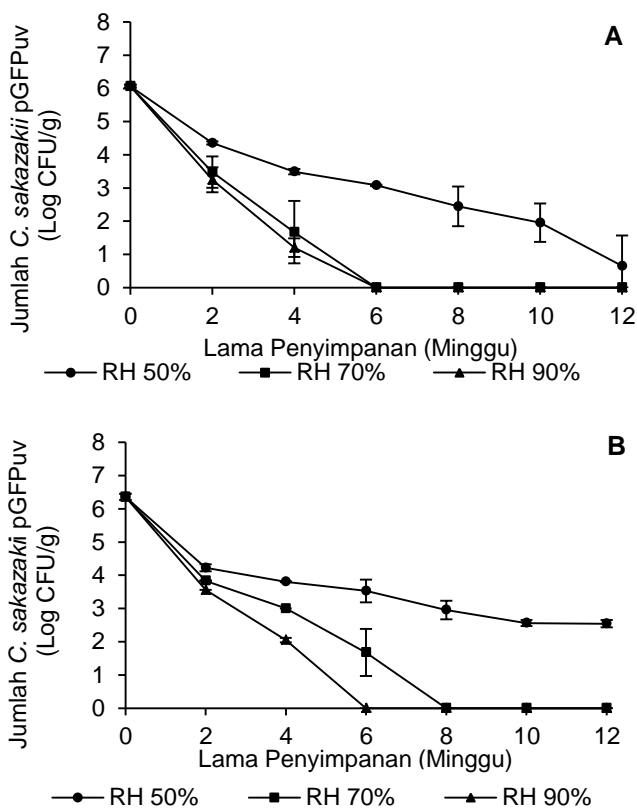 A
8
7
6
5
4
3
2
1
0
Jumlah C. sakazakii pGFPuv
(Log CFU/g)
0 2 4 6 8 10 12
Lama Penyimpanan (Minggu)
RH 50% RH 70% RH 90%
B
8
7
6
5
4
3
2
1
0
Jumlah C. sakazakii pGFPuv
(Log CFU/g)
0 2 4 6 8 10 12
Lama Penyimpanan (Minggu)
RH 50% RH 70% RH 90%